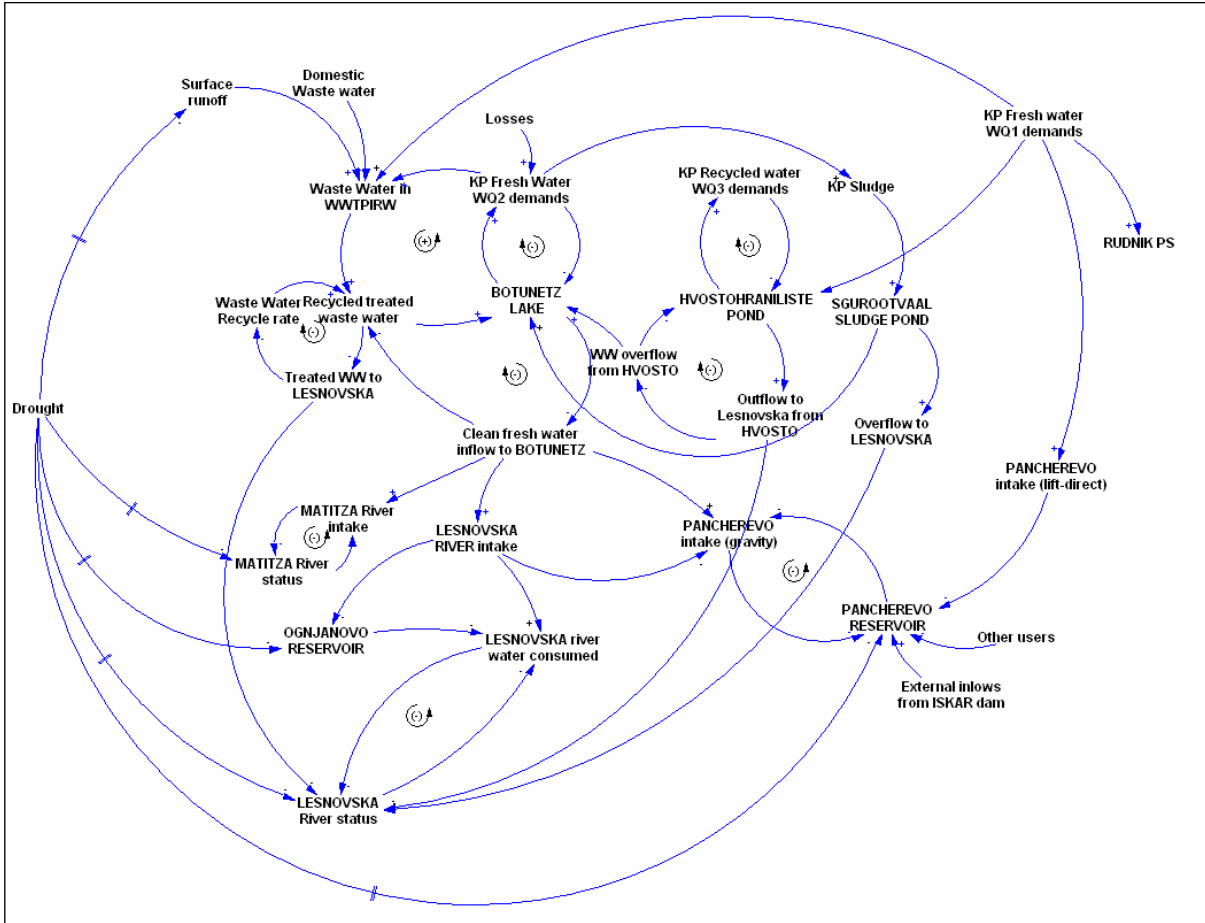 Surface
runoff
Domestic
Waste water
Losses
KP Fresh water
WQ1 demands
Waste Water in
WWTPIRW
KP Fresh Water
WQ2 demands
KP Recycled water
WQ3 demands
KP Sludge
RUDNIK PS
Waste Water
Recycle rate
Recycled treated
waste water
BOTUNETZ
LAKE
HVOSTOHRANILISTE
POND
SGUROOTVAAL
SLUDGE POND
WW overflow
from HVOSTO
Treated WW to
LESNOVSKA
Drought
Outflow to
Lesnovska from
HVOSTO
Overflow to
LESNOVSKA
Clean fresh water
inflow to BOTUNETZ
PANCHEREVO
intake (lift-direct)
MATITZA River
intake
LESNOVSKA
RIVER intake
PANCHEREVO
intake (gravity)
MATITZA River
status
PANCHEREVO
RESERVOIR
OGNJANOVO
RESERVOIR
LESNOVSKA river
water consumed
Other users
External inlows
from ISKAR dam
LESNOVSKA
River status